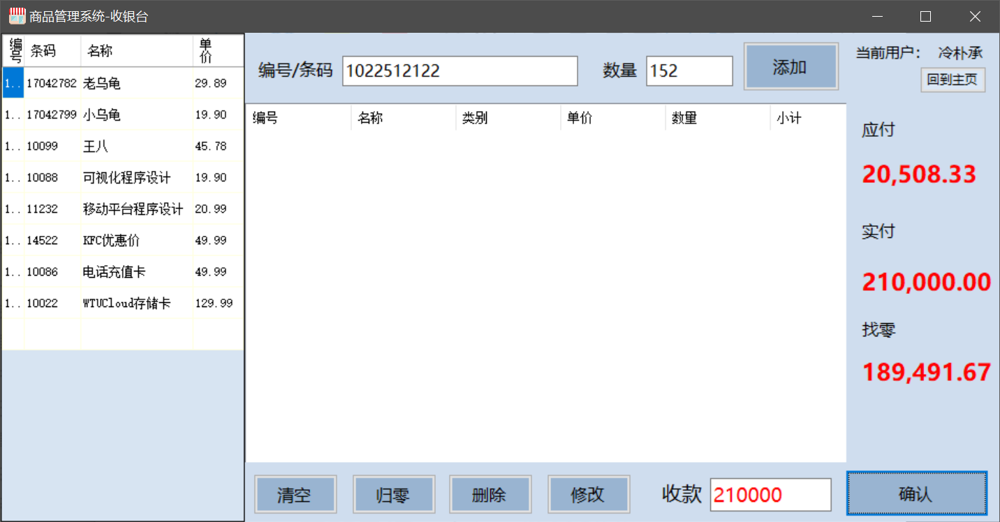 商品管理系统-收银台
编号 条码 名称 单价
1.. 17042782 老乌龟 29.89
1.. 17042799 小乌龟 19.90
1.. 10099 王八 45.78
1.. 10088 可视化程序设计 19.90
1.. 11232 移动平台程序设计 20.99
1.. 14522 KFC优惠价 49.99
1.. 10086 电话充值卡 49.99
1.. 10022 WTUCloud存储卡 129.99
编号/条码 1022512122 数量 152 添加
编号 名称 类别 单价 数量 小计
当前用户: 冷朴承
回到主页
应付
20,508.33
实付
210,000.00
找零
189,491.67
清空 归零 删除 修改 收款 210000 确认